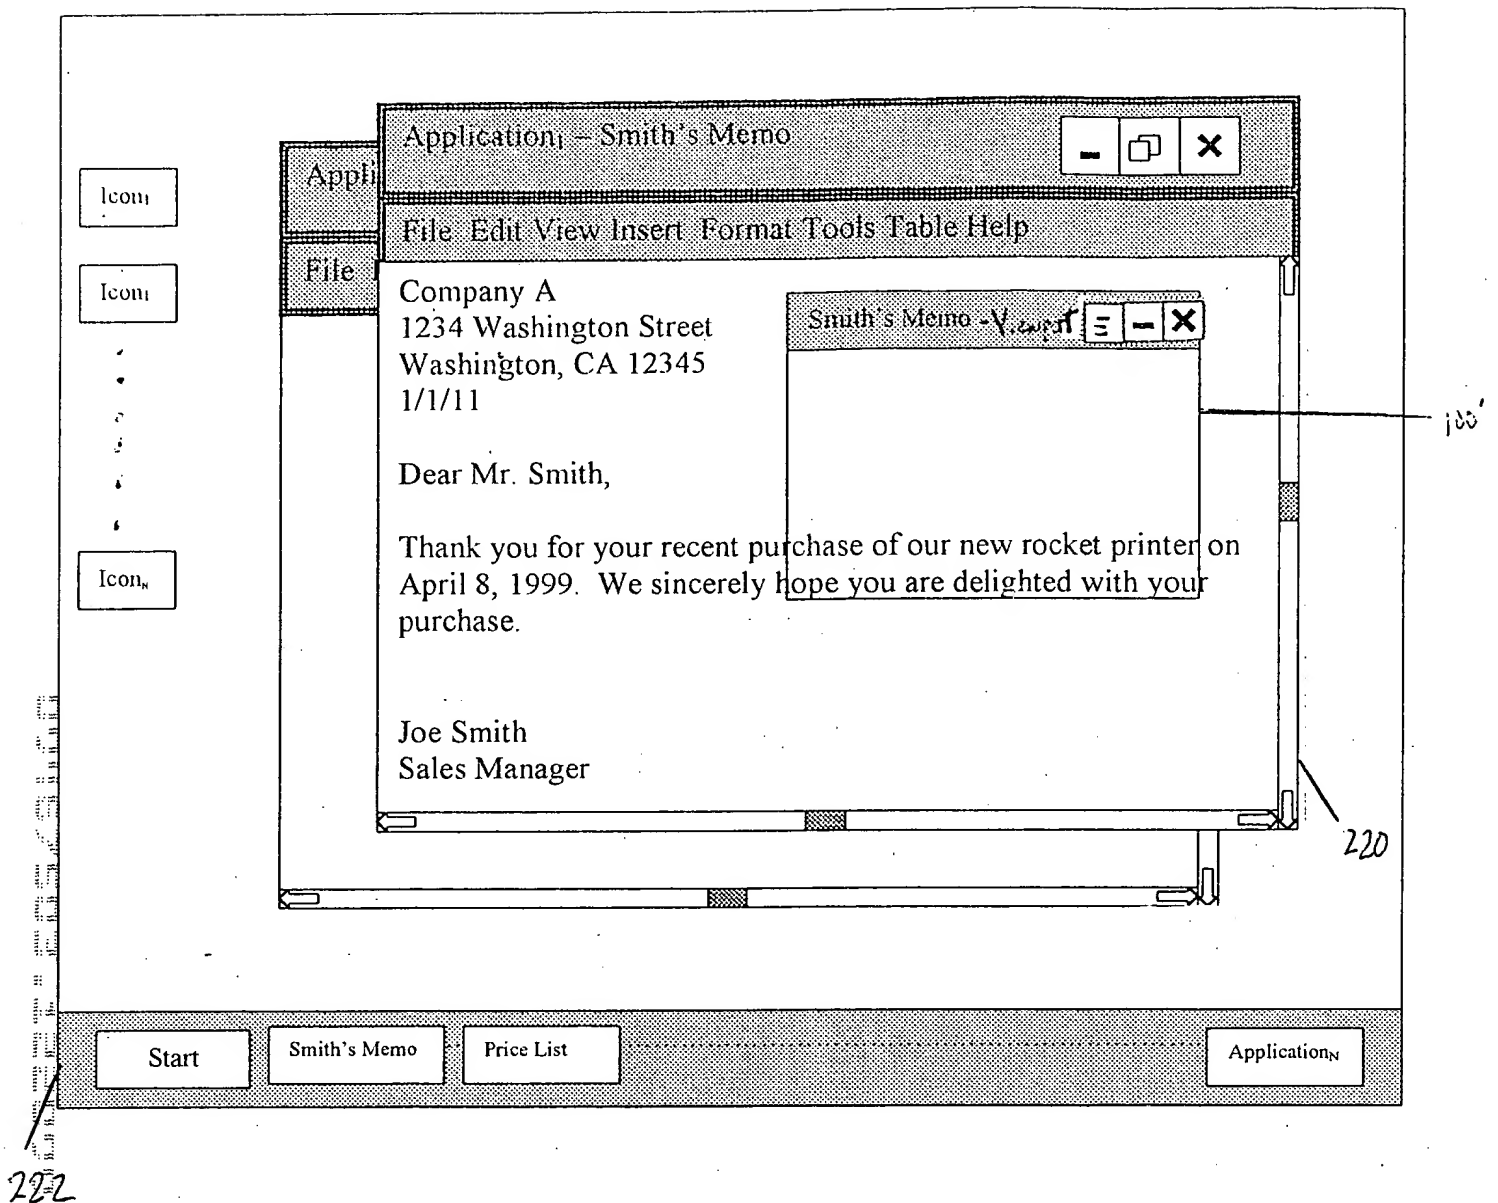 Application₁ – Smith's Memo
Appli
Icon₁
File Edit View Insert Format Tools Table Help
File
Icon₁
Company A
1234 Washington Street
Washington, CA 12345
1/1/11
Smith's Memo -
100'
Dear Mr. Smith,
Thank you for your recent purchase of our new rocket printer on
April 8, 1999. We sincerely hope you are delighted with your
purchase.
Icon_N
Joe Smith
Sales Manager
220
Start
Smith's Memo
Price List
Application_N
222